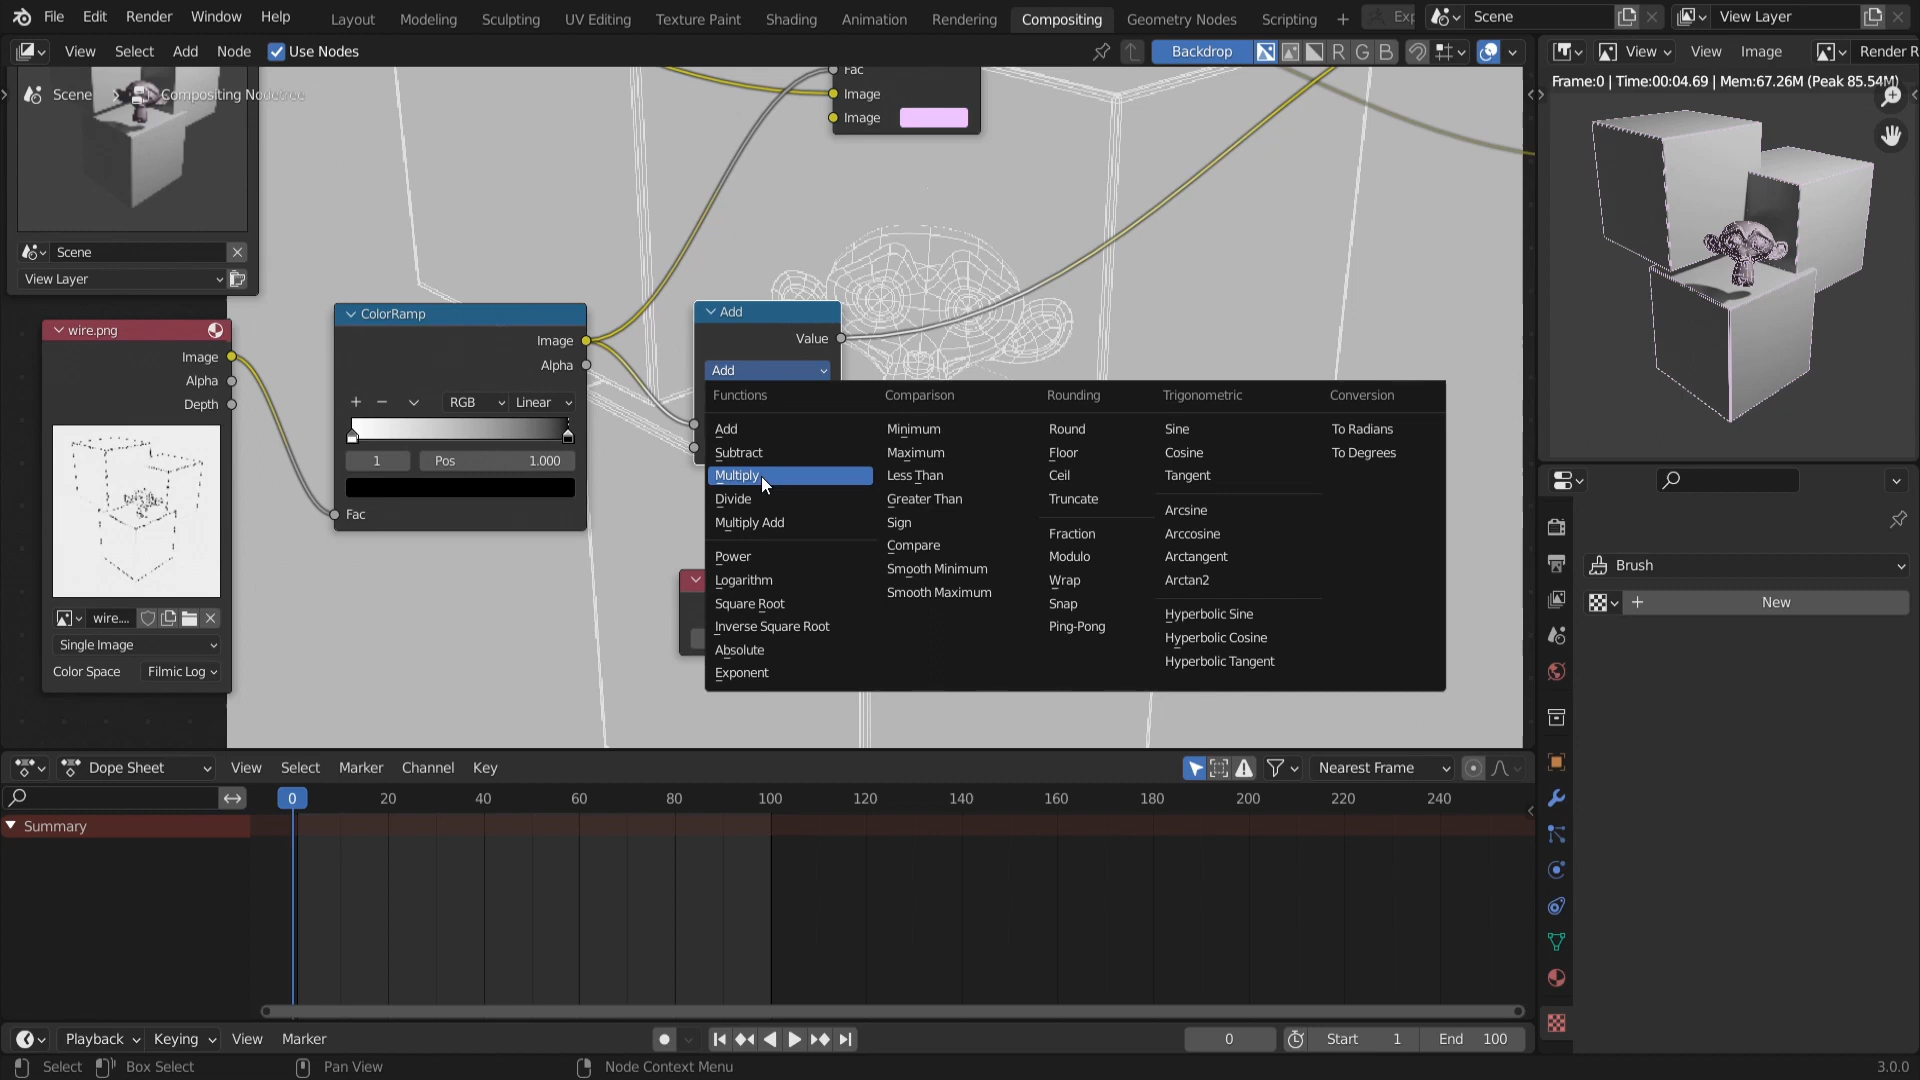 File Edit Render Window Help Layout Modeling Sculpting UV Editing Texture Paint Shading Animation Rendering Compositing Geometry Nodes Scripting + Scene View Layer
View Select Add Node Use Nodes Backdrop R G B View View Image Render R
Scene Compositing Nodetree
Frame:0 | Time:00:04.69 | Mem:67.26M (Peak 85.54M)
Fac
Image
Image
Scene
View Layer
wire.png
Image
Alpha
Depth
wire....
Single Image
Color Space Filmic Log
ColorRamp
Image
Alpha
RGB Linear
1 Pos 1.000
Fac
Add
Value
Add
Functions
Add
Subtract
Multiply
Divide
Multiply Add
Power
Logarithm
Square Root
Inverse Square Root
Absolute
Exponent
Comparison
Minimum
Maximum
Less Than
Greater Than
Sign
Compare
Smooth Minimum
Smooth Maximum
Rounding
Round
Floor
Ceil
Truncate
Fraction
Modulo
Wrap
Snap
Ping-Pong
Trigonometric
Sine
Cosine
Tangent
Arcsine
Arccosine
Arctangent
Arctan2
Hyperbolic Sine
Hyperbolic Cosine
Hyperbolic Tangent
Conversion
To Radians
To Degrees
Brush
New
Dope Sheet View Select Marker Channel Key Nearest Frame
0 20 40 60 80 100 120 140 160 180 200 220 240
Summary
Playback Keying View Marker 0 Start 1 End 100
Select Box Select Pan View Node Context Menu 3.0.0